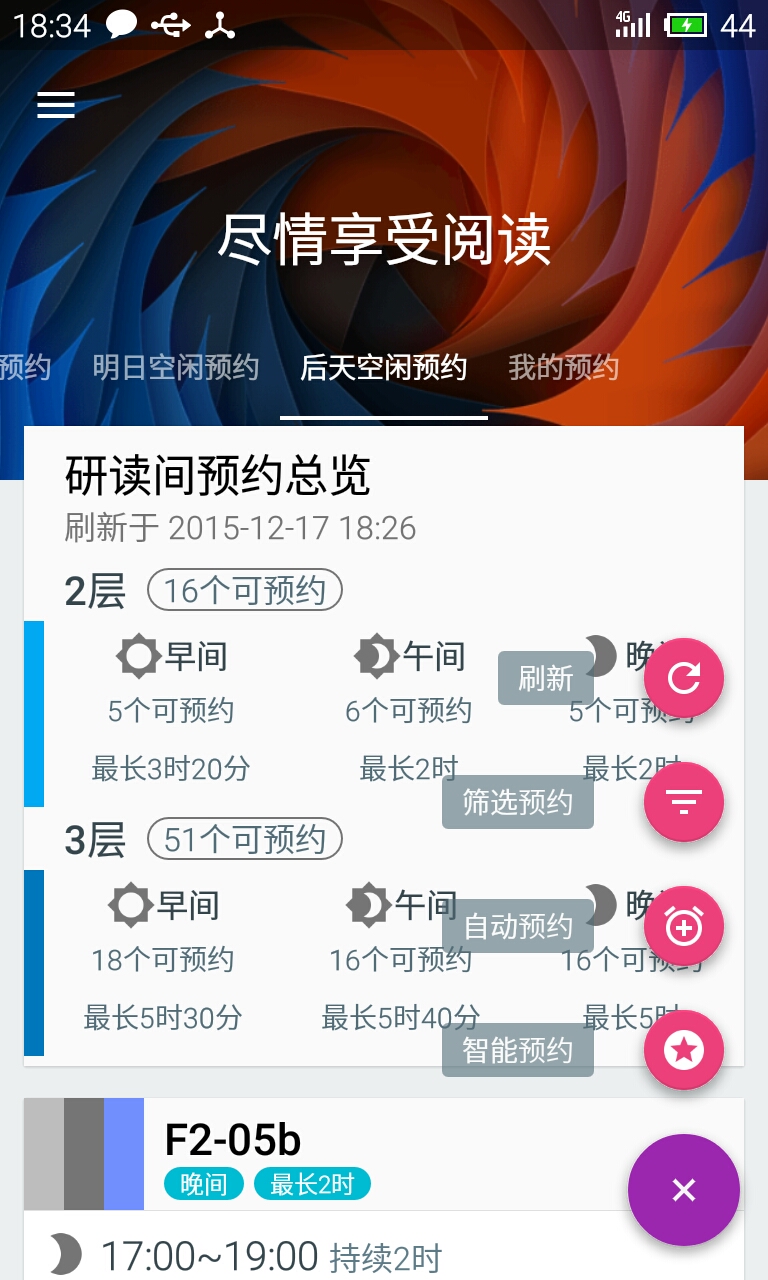 18:34 4G 44
尽情享受阅读
预约 明日空闲预约 后天空闲预约 我的预约
研读间预约总览
刷新于 2015-12-17 18:26
2层 16个可预约
早间 午间 晚
刷新
5个可预约 6个可预约 5个可预约
最长3时20分 最长2时 最长2时
筛选预约
3层 51个可预约
早间 午间 晚
自动预约
18个可预约 16个可预约 16个可预约
最长5时30分 最长5时40分 最长5时
智能预约
F2-05b
晚间 最长2时
17:00~19:00 持续2时